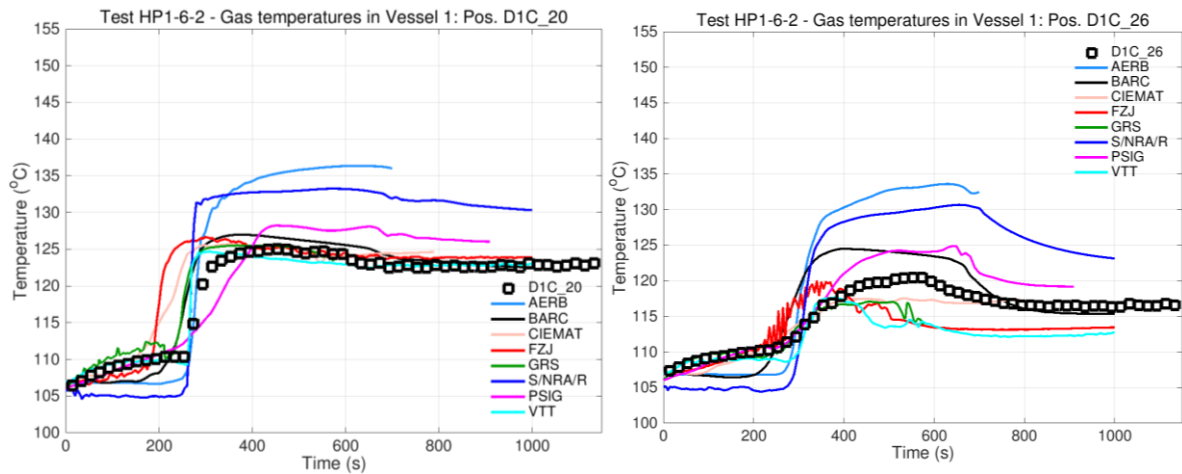 Test HP1-6-2 - Gas temperatures in Vessel 1: Pos. D1C_20
155
150
145
140
135
130
125
120
115
110
105
100
Temperature (°C)
D1C_20
AERB
BARC
CIEMAT
FZJ
GRS
S/NRA/R
PSIG
VTT
0
200
400
600
800
1000
Time (s)
Test HP1-6-2 - Gas temperatures in Vessel 1: Pos. D1C_26
155
150
145
140
135
130
125
120
115
110
105
100
Temperature (°C)
D1C_26
AERB
BARC
CIEMAT
FZJ
GRS
S/NRA/R
PSIG
VTT
0
200
400
600
800
1000
Time (s)